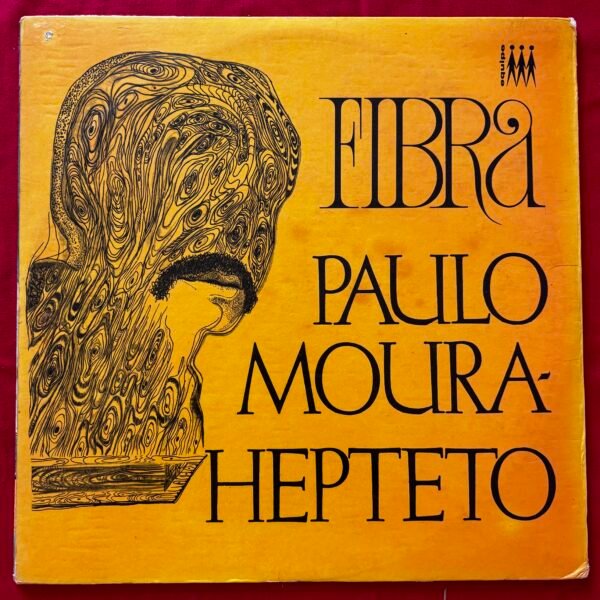 equipe
FIBRa
PAULO
MOURA-
HEPTETO